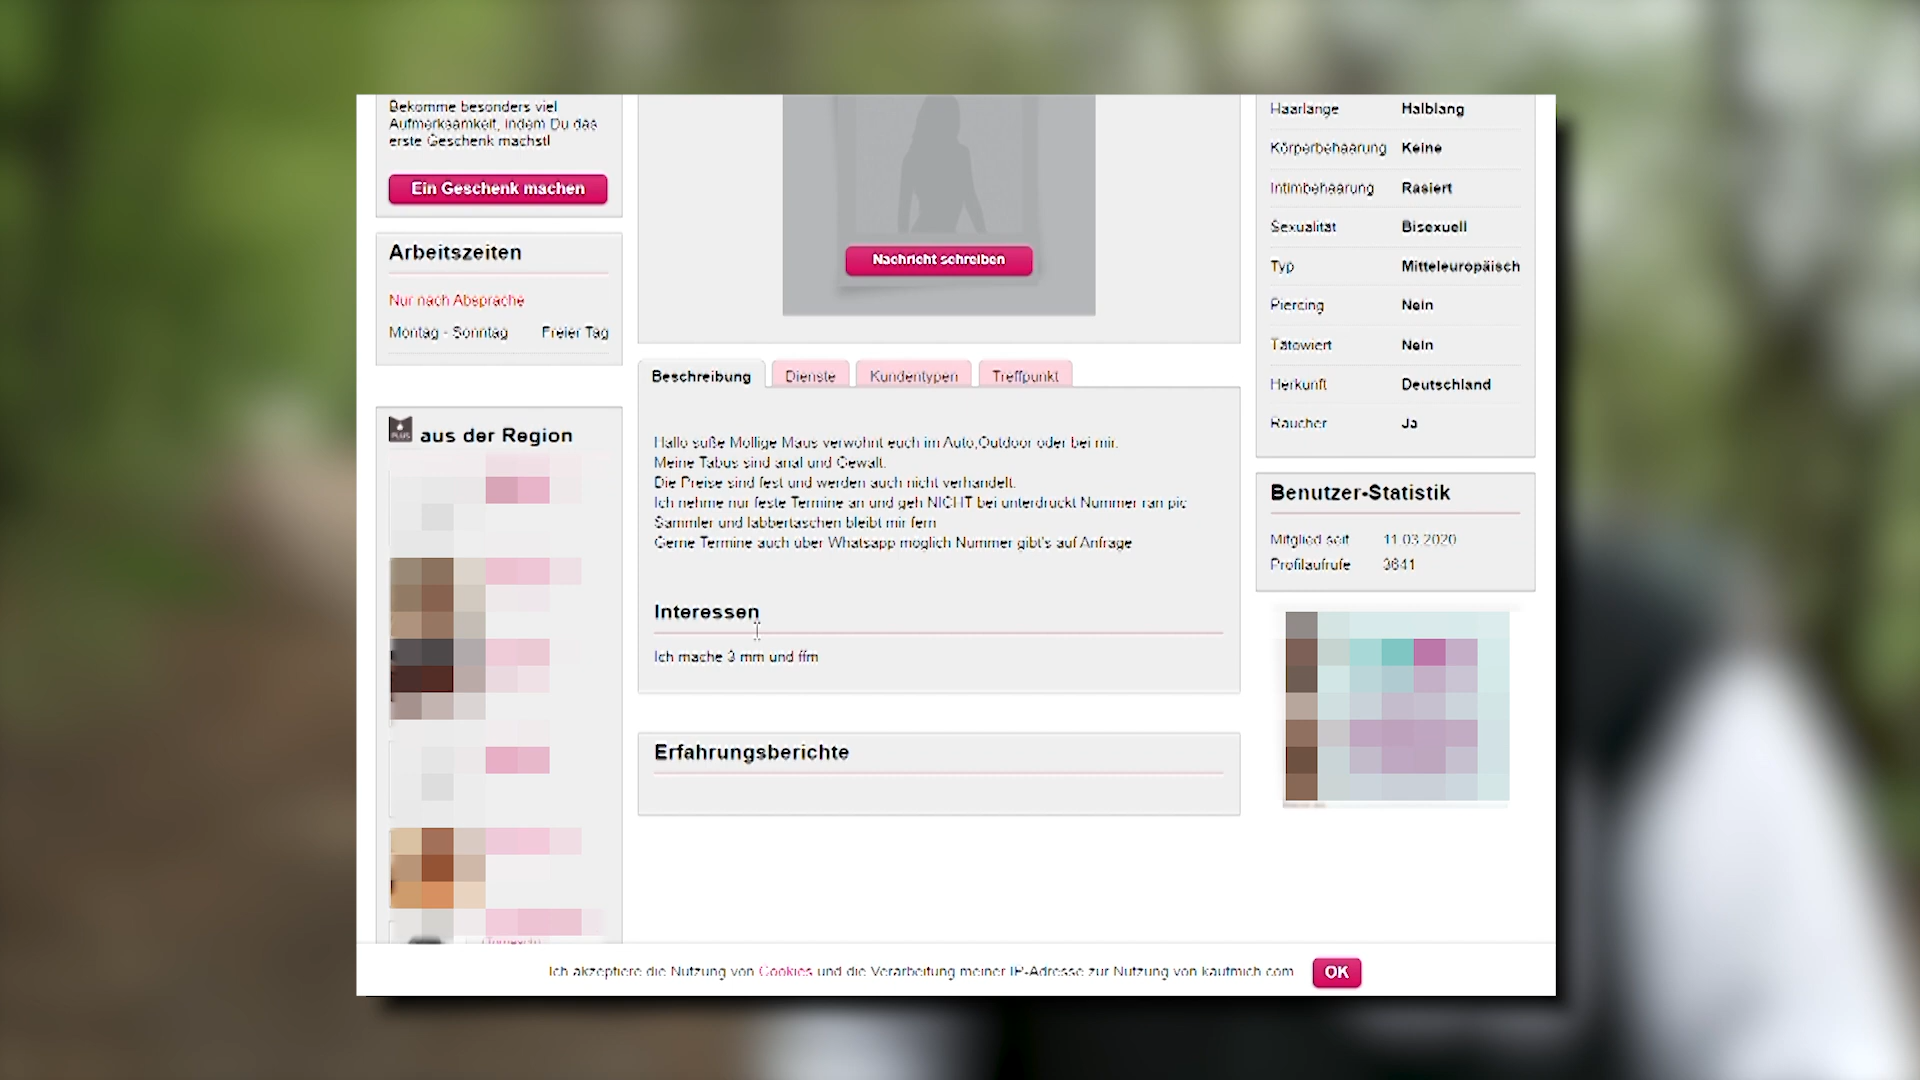 Bekomme besonders viel
Aufmerksamkeit, indem Du das
erste Geschenk machst!
Ein Geschenk machen
Arbeitszeiten
Nur nach Absprache
Montag - Sonntag Freier Tag
PLUS aus der Region
Nachricht schreiben
Beschreibung Dienste Kundentypen Treffpunkt
Hallo süße Mollige Maus verwöhnt euch im Auto,Outdoor oder bei mir.
Meine Tabus sind anal und Gewalt.
Die Preise sind fest und werden auch nicht verhandelt.
Ich nehme nur feste Termine an und geh NICHT bei unterdruckt Nummer ran pic
Sammler und labbertaschen bleibt mir fern
Gerne Termine auch über Whatsapp möglich Nummer gibt's auf Anfrage
Interessen
Ich mache 3 mm und ffm
Erfahrungsberichte
Haarlänge Halblang
Körperbehaarung Keine
Intimbehaarung Rasiert
Sexualität Bisexuell
Typ Mitteleuropäisch
Piercing Nein
Tätowiert Nein
Herkunft Deutschland
Raucher Ja
Benutzer-Statistik
Mitglied seit 11.03.2020
Profilaufrufe 3641
Ich akzeptiere die Nutzung von Cookies und die Verarbeitung meiner IP-Adresse zur Nutzung von kaufmich.com OK